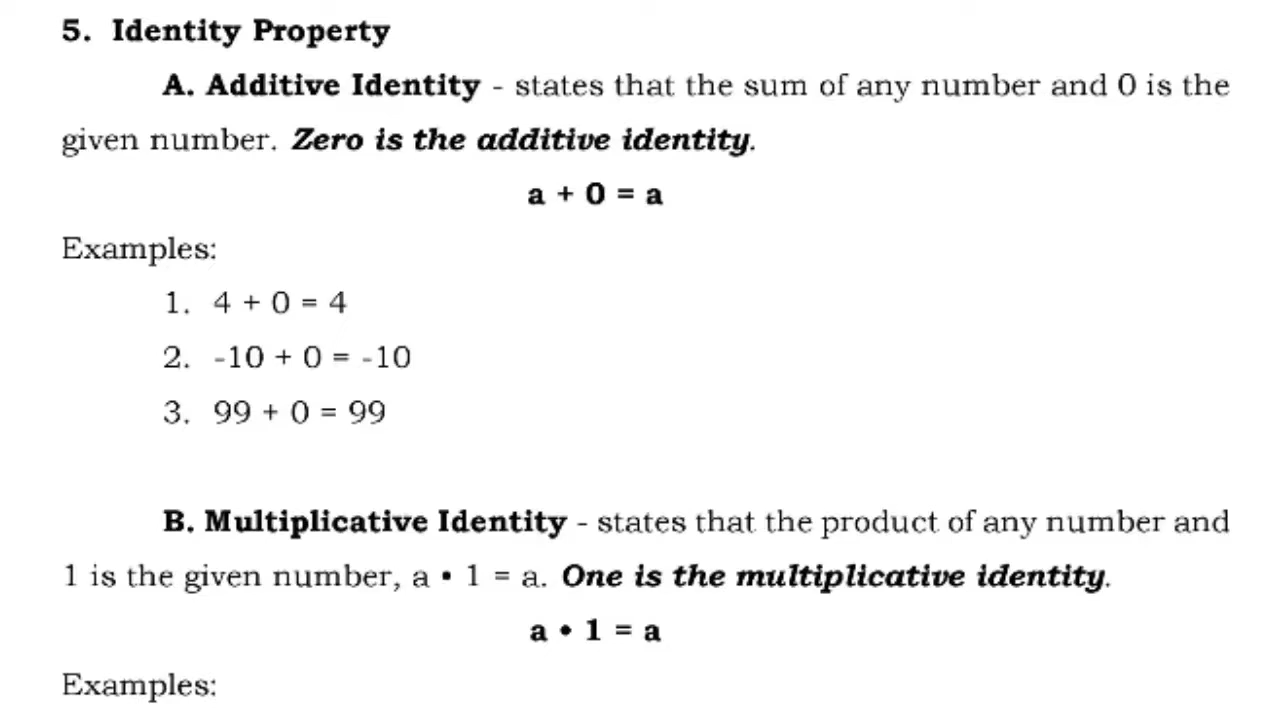 5. Identity Property
A. Additive Identity - states that the sum of any number and 0 is the
given number. Zero is the additive identity.
a + 0 = a
Examples:
1. 4 + 0 = 4
2. -10 + 0 = -10
3. 99 + 0 = 99
B. Multiplicative Identity - states that the product of any number and
1 is the given number, a • 1 = a. One is the multiplicative identity.
a • 1 = a
Examples: